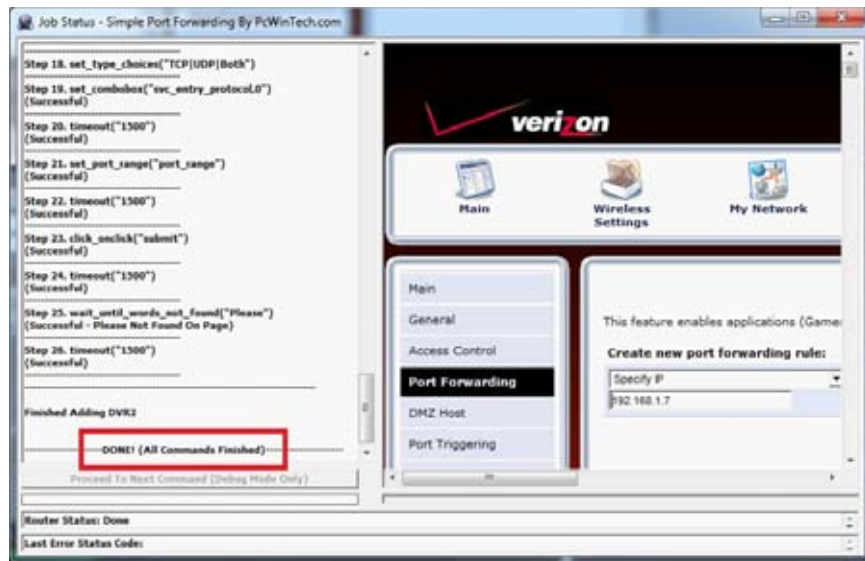 Job Status - Simple Port Forwarding By PcWinTech.com
Step 18. set_type_choices("TCP|UDP|Both")
Step 19. set_combobox("svc_entry_protocol,0")
(Successful)
Step 20. timeout("1500")
(Successful)
Step 21. set_port_range("port_range")
(Successful)
Step 22. timeout("1500")
(Successful)
Step 23. click_onclick("submit")
(Successful)
Step 24. timeout("1500")
(Successful)
Step 25. wait_until_words_not_found("Please")
(Successful - Please Not Found On Page)
Step 26. timeout("1500")
(Successful)
Finished Adding DVR2
DONE! (All Commands Finished)
Proceed To Next Command (Debug Mode Only)
Router Status: Done
Last Error Status Code:
verizon
Main
Wireless Settings
My Network
Main
General
Access Control
Port Forwarding
DMZ Host
Port Triggering
This feature enables applications (Games
Create new port forwarding rule:
Specify IP
192.168.1.7